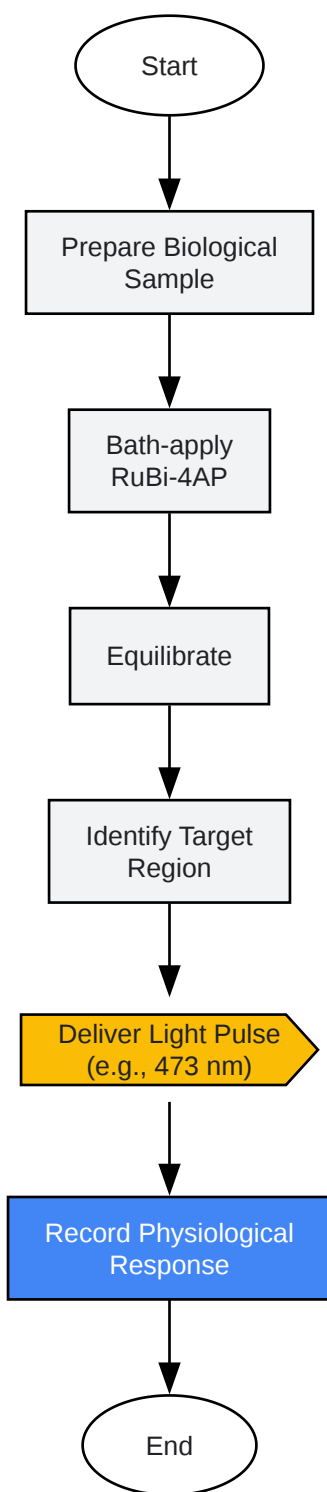 Start
Prepare Biological
Sample
Bath-apply
RuBi-4AP
Equilibrate
Identify Target
Region
Deliver Light Pulse
(e.g., 473 nm)
Record Physiological
Response
End